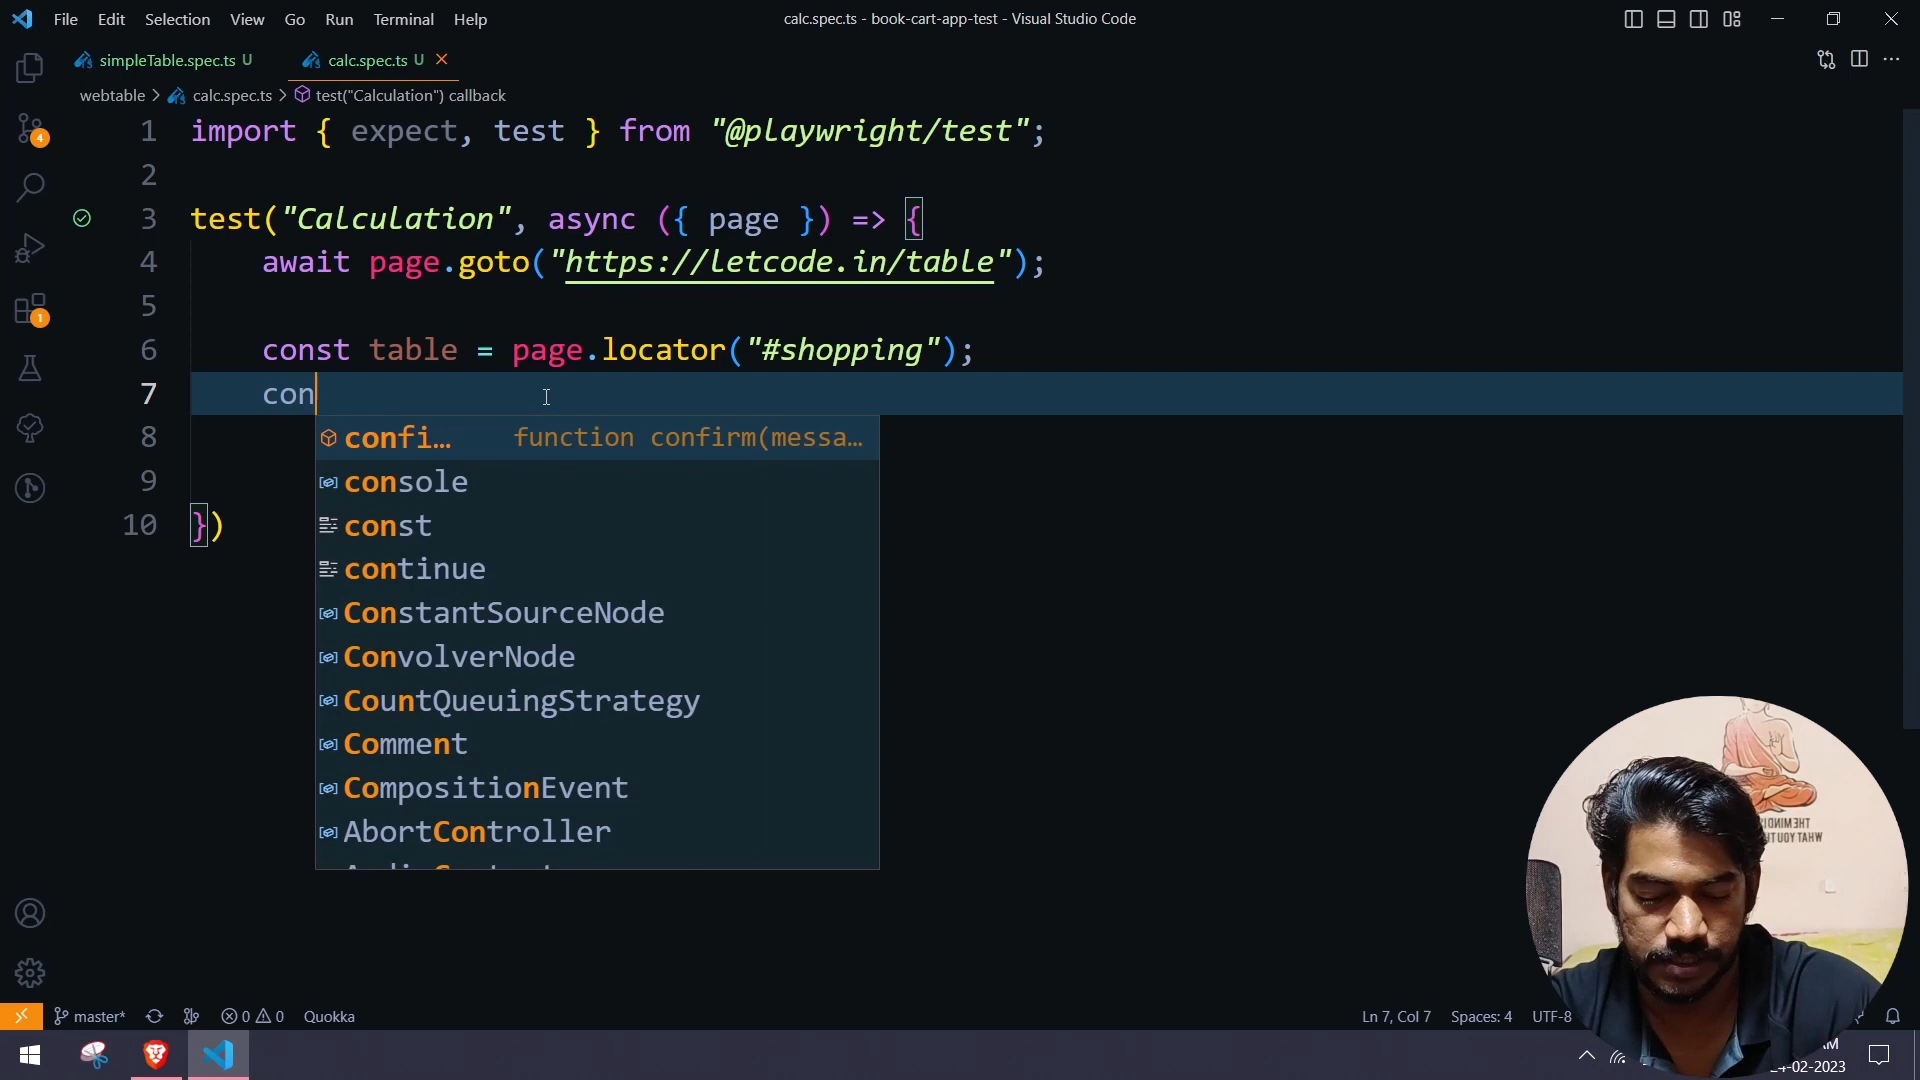 File Edit Selection View Go Run Terminal Help
calc.spec.ts - book-cart-app-test - Visual Studio Code
simpleTable.spec.ts U
calc.spec.ts U
webtable > calc.spec.ts > test("Calculation") callback
1 import { expect, test } from "@playwright/test";
2
3 test("Calculation", async ({ page }) => {
4 await page.goto("https://letcode.in/table");
5
6 const table = page.locator("#shopping");
7 con
8
9
10 })
confi… function confirm(messa…
console
const
continue
ConstantSourceNode
ConvolverNode
CountQueuingStrategy
Comment
CompositionEvent
AbortController
4
1
master* 0 0 Quokka
Ln 7, Col 7 Spaces: 4 UTF-8
02-2023